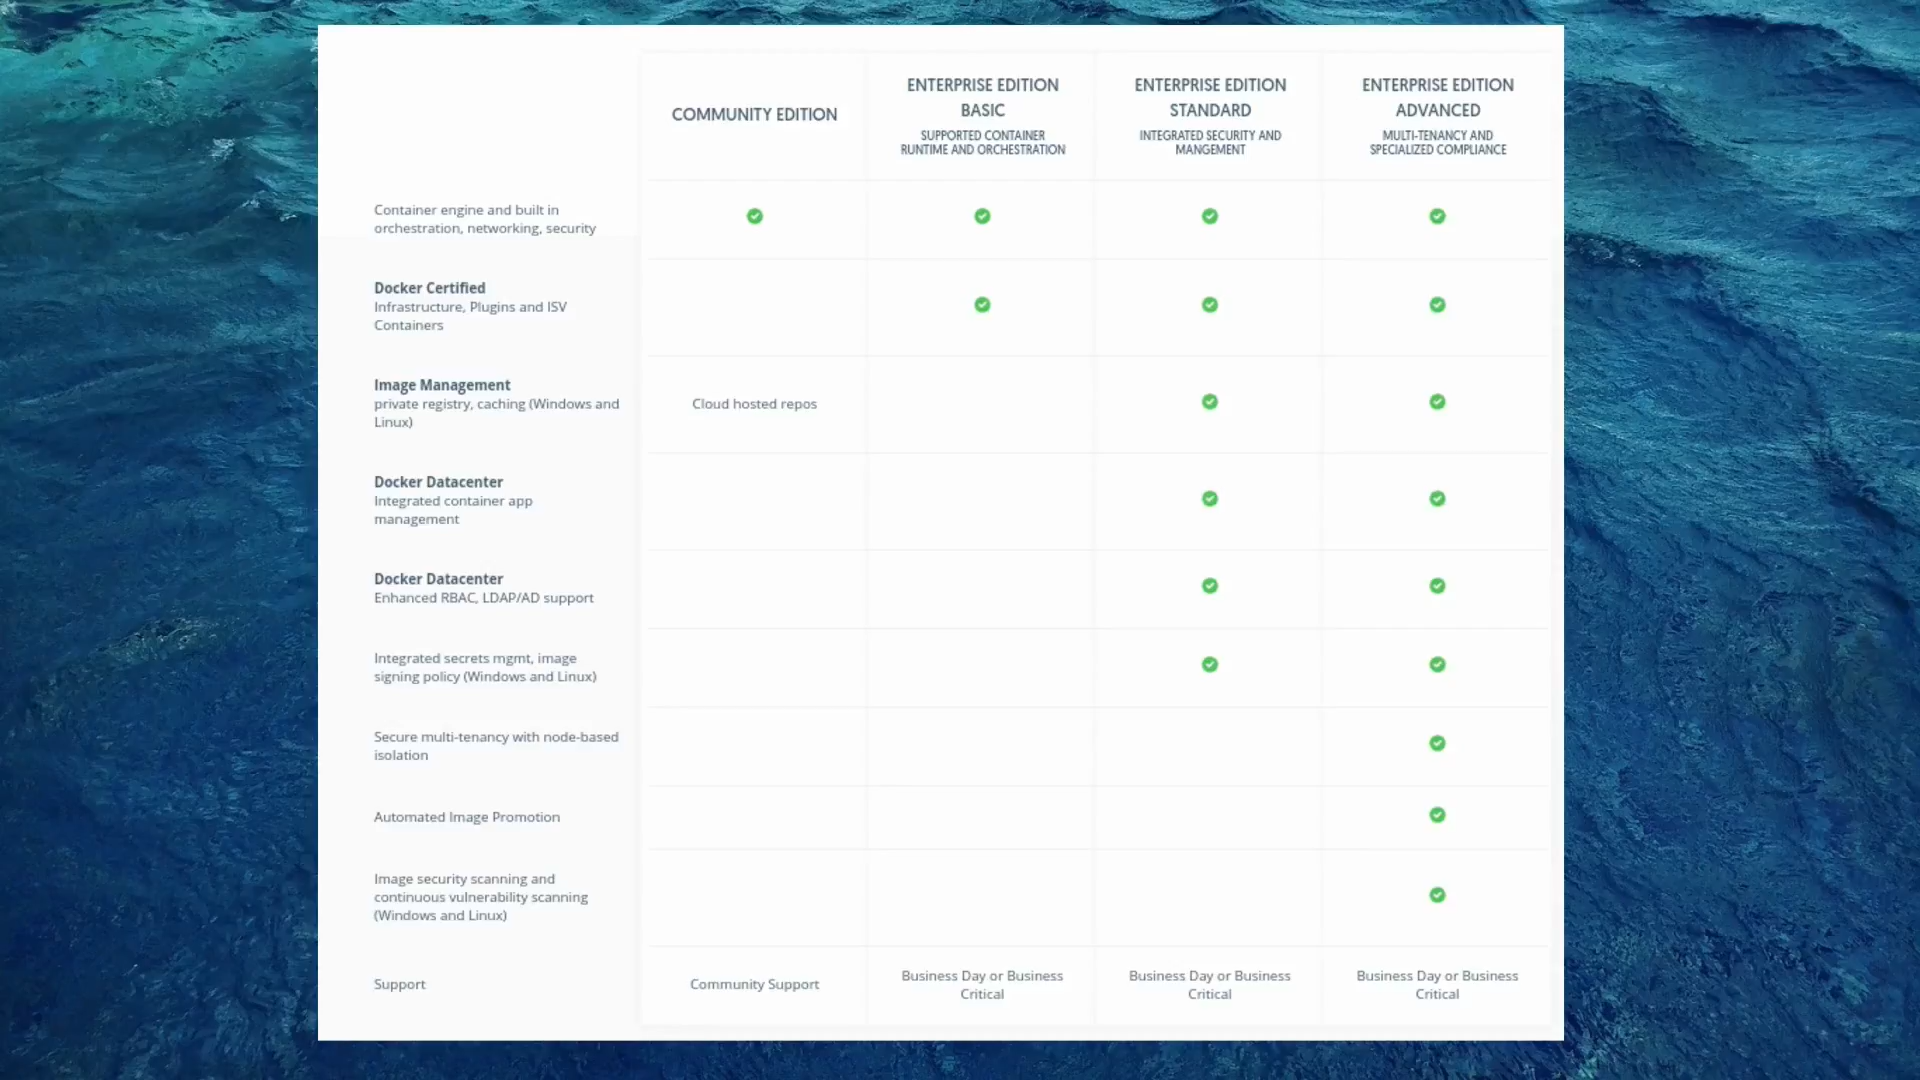 COMMUNITY EDITION
ENTERPRISE EDITION
BASIC
SUPPORTED CONTAINER
RUNTIME AND ORCHESTRATION
ENTERPRISE EDITION
STANDARD
INTEGRATED SECURITY AND
MANGEMENT
ENTERPRISE EDITION
ADVANCED
MULTI-TENANCY AND
SPECIALIZED COMPLIANCE
Container engine and built in
orchestration, networking, security
Docker Certified
Infrastructure, Plugins and ISV
Containers
Image Management
private registry, caching (Windows and
Linux)
Cloud hosted repos
Docker Datacenter
Integrated container app
management
Docker Datacenter
Enhanced RBAC, LDAP/AD support
Integrated secrets mgmt, image
signing policy (Windows and Linux)
Secure multi-tenancy with node-based
isolation
Automated Image Promotion
Image security scanning and
continuous vulnerability scanning
(Windows and Linux)
Support
Community Support
Business Day or Business
Critical
Business Day or Business
Critical
Business Day or Business
Critical